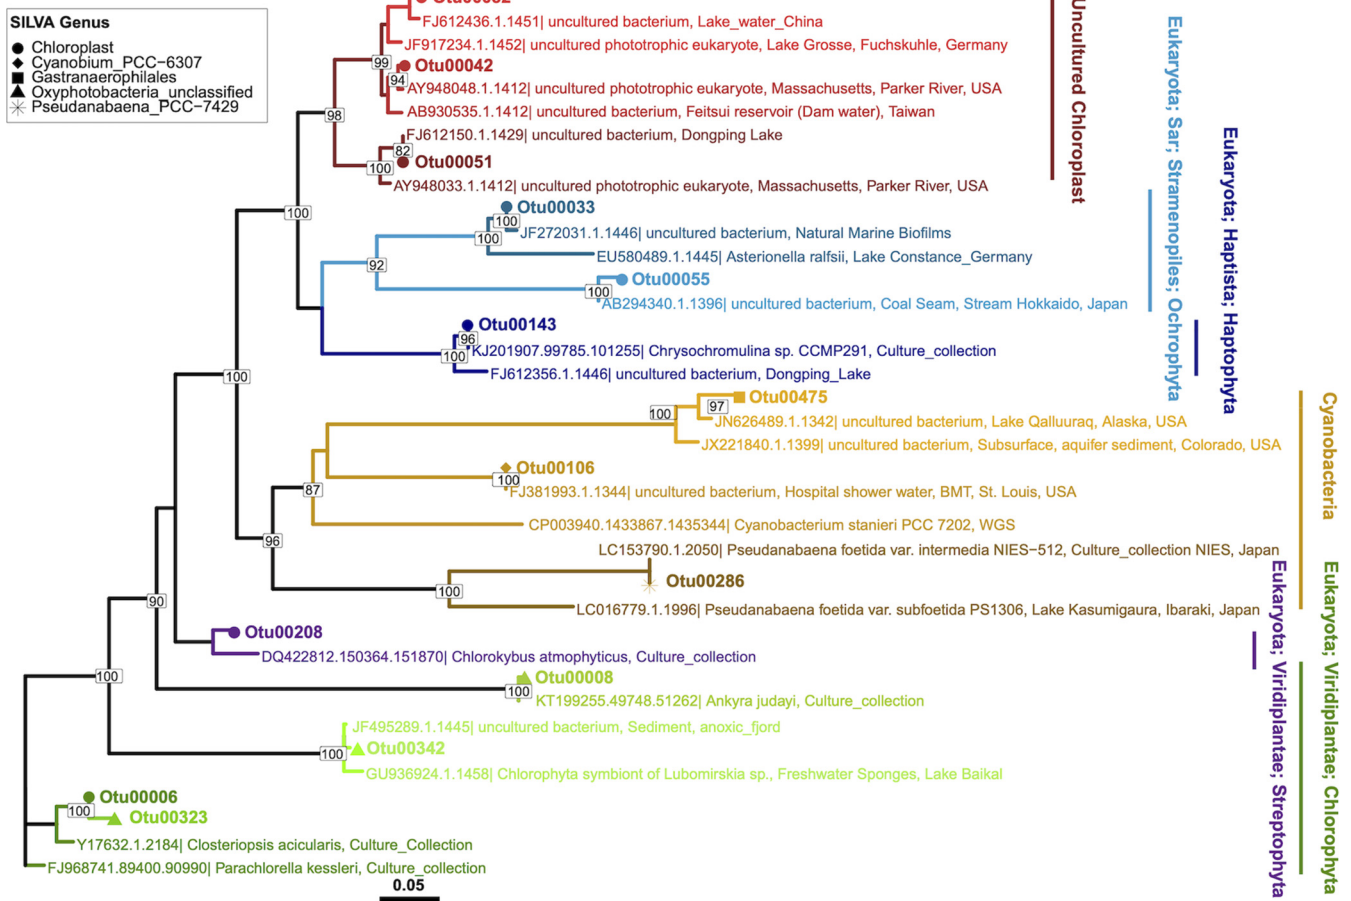 SILVA Genus
Chloroplast
Cyanobium_PCC−6307
Gastranaerophilales
Oxyphotobacteria_unclassified
Pseudanabaena_PCC−7429
FJ612436.1.1451| uncultured bacterium, Lake_water_China
JF917234.1.1452| uncultured phototrophic eukaryote, Lake Grosse, Fuchskuhle, Germany
99
Otu00042
94
AY948048.1.1412| uncultured phototrophic eukaryote, Massachusetts, Parker River, USA
AB930535.1.1412| uncultured bacterium, Feitsui reservoir (Dam water), Taiwan
98
FJ612150.1.1429| uncultured bacterium, Dongping Lake
82
Otu00051
100
AY948033.1.1412| uncultured phototrophic eukaryote, Massachusetts, Parker River, USA
100
Otu00033
100
JF272031.1.1446| uncultured bacterium, Natural Marine Biofilms
100
EU580489.1.1445| Asterionella ralfsii, Lake Constance_Germany
92
Otu00055
100
AB294340.1.1396| uncultured bacterium, Coal Seam, Stream Hokkaido, Japan
Otu00143
96
KJ201907.99785.101255| Chrysochromulina sp. CCMP291, Culture_collection
100
FJ612356.1.1446| uncultured bacterium, Dongping_Lake
100
Otu00475
97
100
JN626489.1.1342| uncultured bacterium, Lake Qalluuraq, Alaska, USA
JX221840.1.1399| uncultured bacterium, Subsurface, aquifer sediment, Colorado, USA
Otu00106
100
FJ381993.1.1344| uncultured bacterium, Hospital shower water, BMT, St. Louis, USA
87
CP003940.1433867.1435344| Cyanobacterium stanieri PCC 7202, WGS
96
LC153790.1.2050| Pseudanabaena foetida var. intermedia NIES−512, Culture_collection NIES, Japan
Otu00286
100
LC016779.1.1996| Pseudanabaena foetida var. subfoetida PS1306, Lake Kasumigaura, Ibaraki, Japan
90
Otu00208
DQ422812.150364.151870| Chlorokybus atmophyticus, Culture_collection
100
Otu00008
100
KT199255.49748.51262| Ankyra judayi, Culture_collection
JF495289.1.1445| uncultured bacterium, Sediment, anoxic_fjord
100
Otu00342
GU936924.1.1458| Chlorophyta symbiont of Lubomirskia sp., Freshwater Sponges, Lake Baikal
Otu00006
100
Otu00323
Y17632.1.2184| Closteriopsis acicularis, Culture_Collection
FJ968741.89400.90990| Parachlorella kessleri, Culture_collection
0.05
Uncultured Chloroplast
Eukaryota; Sar; Stramenopiles; Ochrophyta
Eukaryota; Haptista; Haptophyta
Cyanobacteria
Eukaryota; Viridiplantae; Streptophyta
Eukaryota; Viridiplantae; Chlorophyta